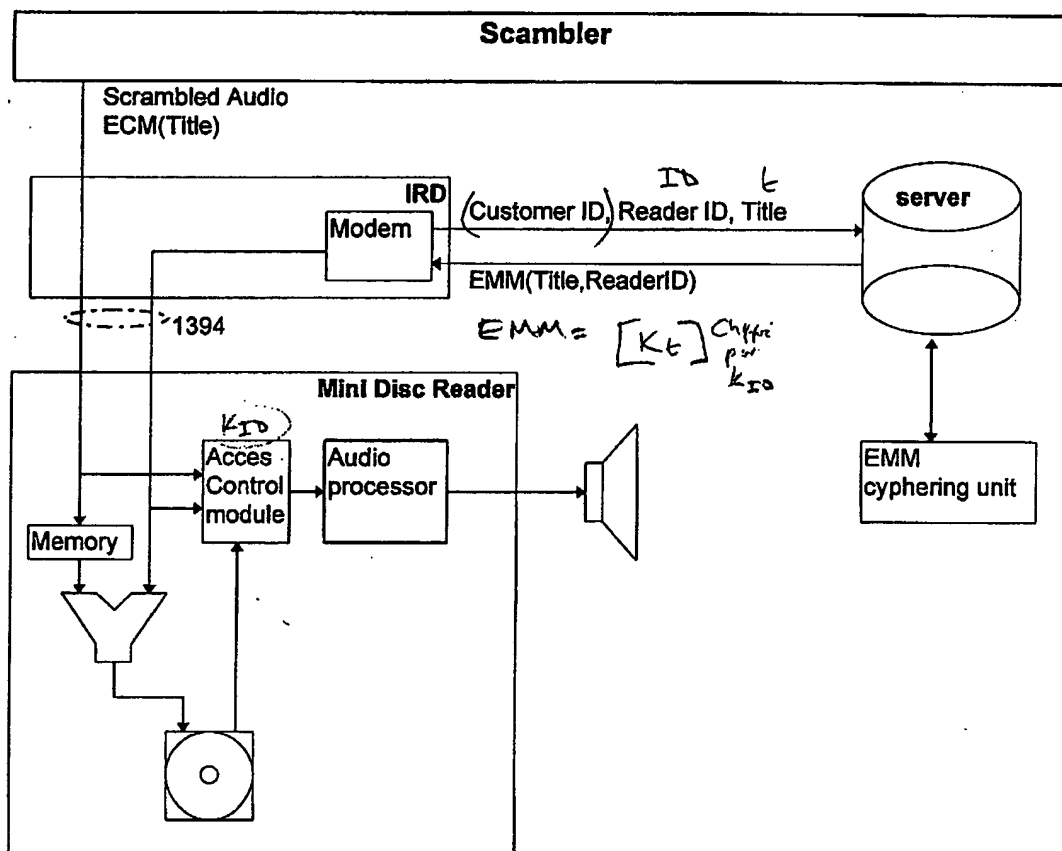 Scambler
Scrambled Audio
ECM(Title)
IRD
Modem
ID t
(Customer ID,) Reader ID, Title
EMM(Title,ReaderID)
server
1394
EMM = [Kt]
KID
Mini Disc Reader
KID
Acces
Control
module
Audio
processor
Memory
EMM
cyphering unit